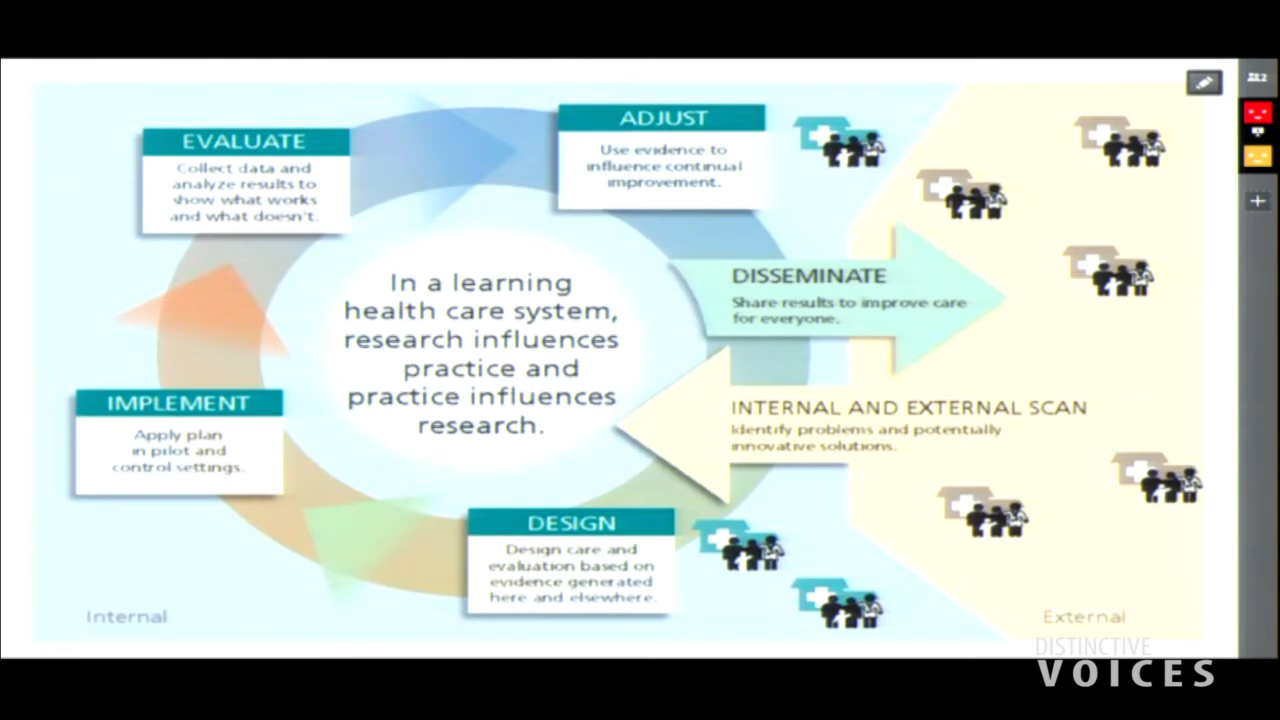 EVALUATE
Collect data and
analyze results to
show what works
and what doesn't.
ADJUST
Use evidence to
influence continual
improvement.
In a learning
health care system,
research influences
practice and
practice influences
research.
DISSEMINATE
Share results to improve care
for everyone.
INTERNAL AND EXTERNAL SCAN
Identify problems and potentially
innovative solutions.
IMPLEMENT
Apply plan
in pilot and
control settings.
DESIGN
Design care and
evaluation based on
evidence generated
here and elsewhere.
Internal
External
DISTINCTIVE
VOICES
2